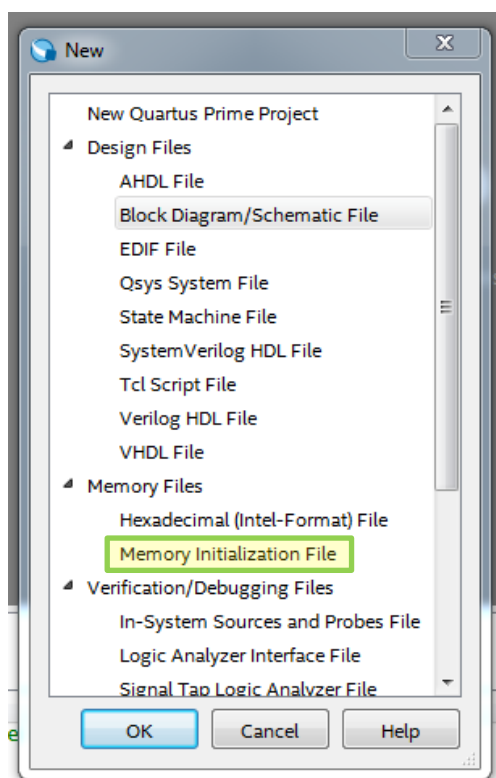 New
New Quartus Prime Project
Design Files
AHDL File
Block Diagram/Schematic File
EDIF File
Qsys System File
State Machine File
SystemVerilog HDL File
Tcl Script File
Verilog HDL File
VHDL File
Memory Files
Hexadecimal (Intel-Format) File
Memory Initialization File
Verification/Debugging Files
In-System Sources and Probes File
Logic Analyzer Interface File
Signal Tap Logic Analyzer File
OK Cancel Help